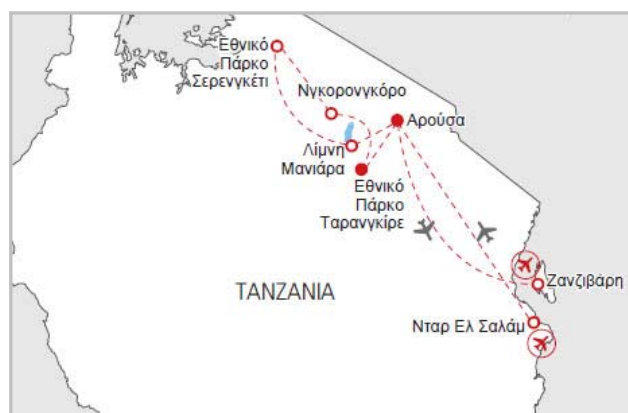 Εθνικό
Πάρκο
Σερενγκέτι
Νγκορονγκόρο
Αρούσα
Λίμνη
Μανιάρα
Εθνικό
Πάρκο
Ταρανγκίρε
Ζανζιβάρη
TANZANIA
Νταρ Ελ Σαλάμ